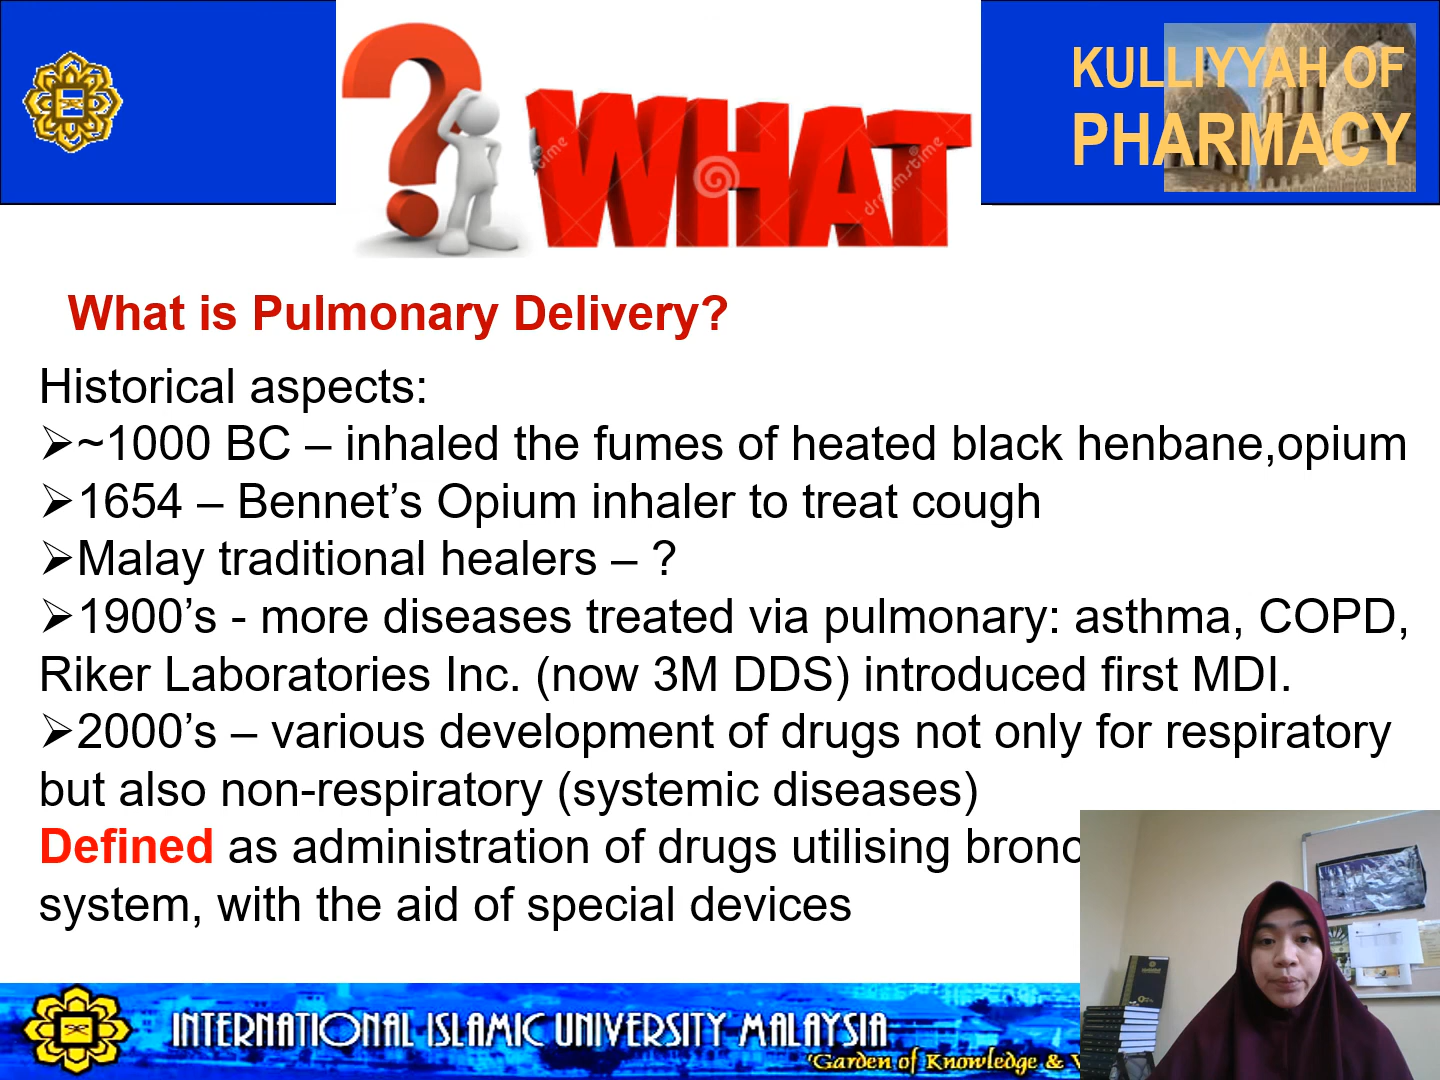 WHAT
dreamstime
KULLIYYAH OF
PHARMACY
What is Pulmonary Delivery?
Historical aspects:
➢~1000 BC – inhaled the fumes of heated black henbane,opium
➢1654 – Bennet’s Opium inhaler to treat cough
➢Malay traditional healers – ?
➢1900’s - more diseases treated via pulmonary: asthma, COPD,
Riker Laboratories Inc. (now 3M DDS) introduced first MDI.
➢2000’s – various development of drugs not only for respiratory
but also non-respiratory (systemic diseases)
Defined as administration of drugs utilising
system, with the aid of special devices
INTERNATIONAL ISLAMIC UNIVERSITY MALAYSIA
'Garden of Knowledge &